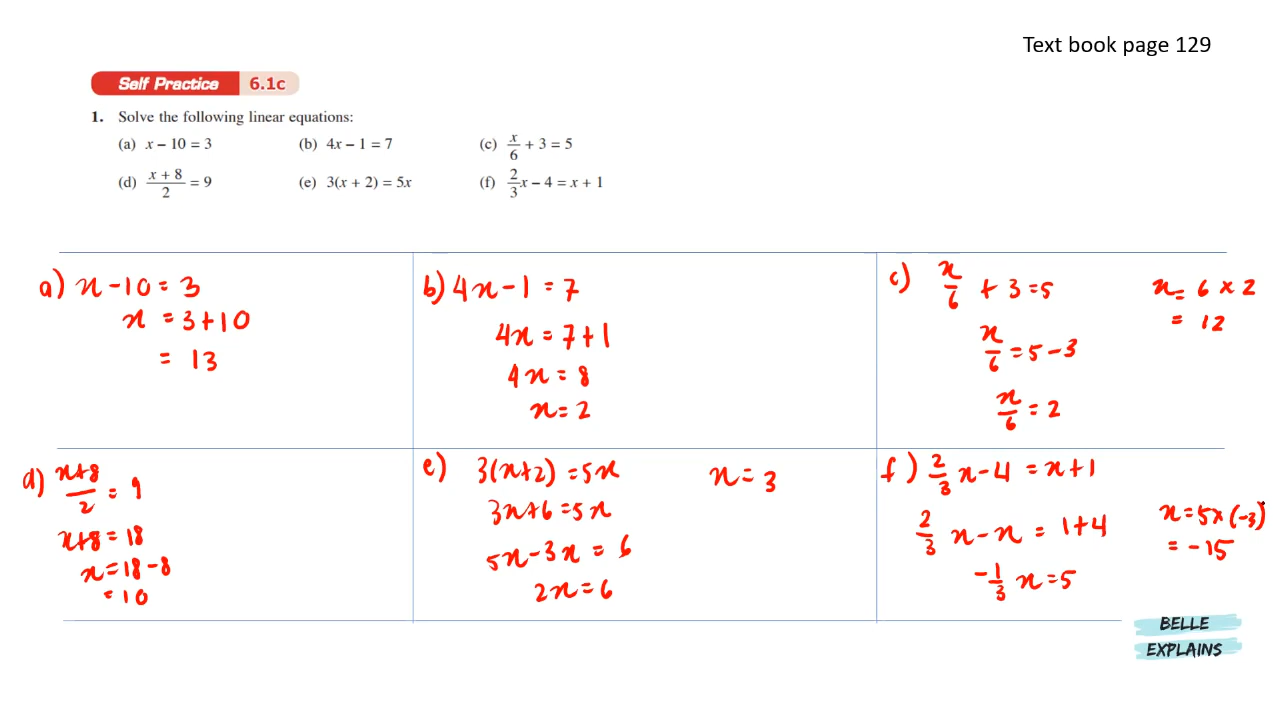 Text book page 129
Self Practice 6.1c
1. Solve the following linear equations:
(a) x − 10 = 3 (b) 4x − 1 = 7 (c) x/6 + 3 = 5
(d) (x + 8)/2 = 9 (e) 3(x + 2) = 5x (f) 2/3 x − 4 = x + 1
a) x − 10 = 3
x = 3 + 10
= 13
b) 4x − 1 = 7
4x = 7 + 1
4x = 8
x = 2
c) x/6 + 3 = 5
x/6 = 5 − 3
x/6 = 2
x = 6 × 2
= 12
d) (x+8)/2 = 9
x+8 = 18
x = 18 − 8
= 10
e) 3(x+2) = 5x
3x+6 = 5x
5x − 3x = 6
2x = 6
x = 3
f) 2/3 x − 4 = x + 1
2/3 x − x = 1 + 4
−1/3 x = 5
x = 5 × (−3)
= −15
BELLE
EXPLAINS